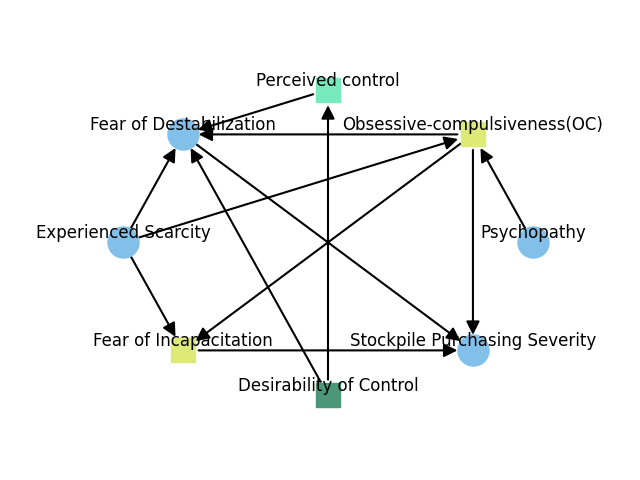 Perceived control
Fear of Destabilization
Obsessive-compulsiveness(OC)
Experienced Scarcity
Psychopathy
Fear of Incapacitation
Stockpile Purchasing Severity
Desirability of Control